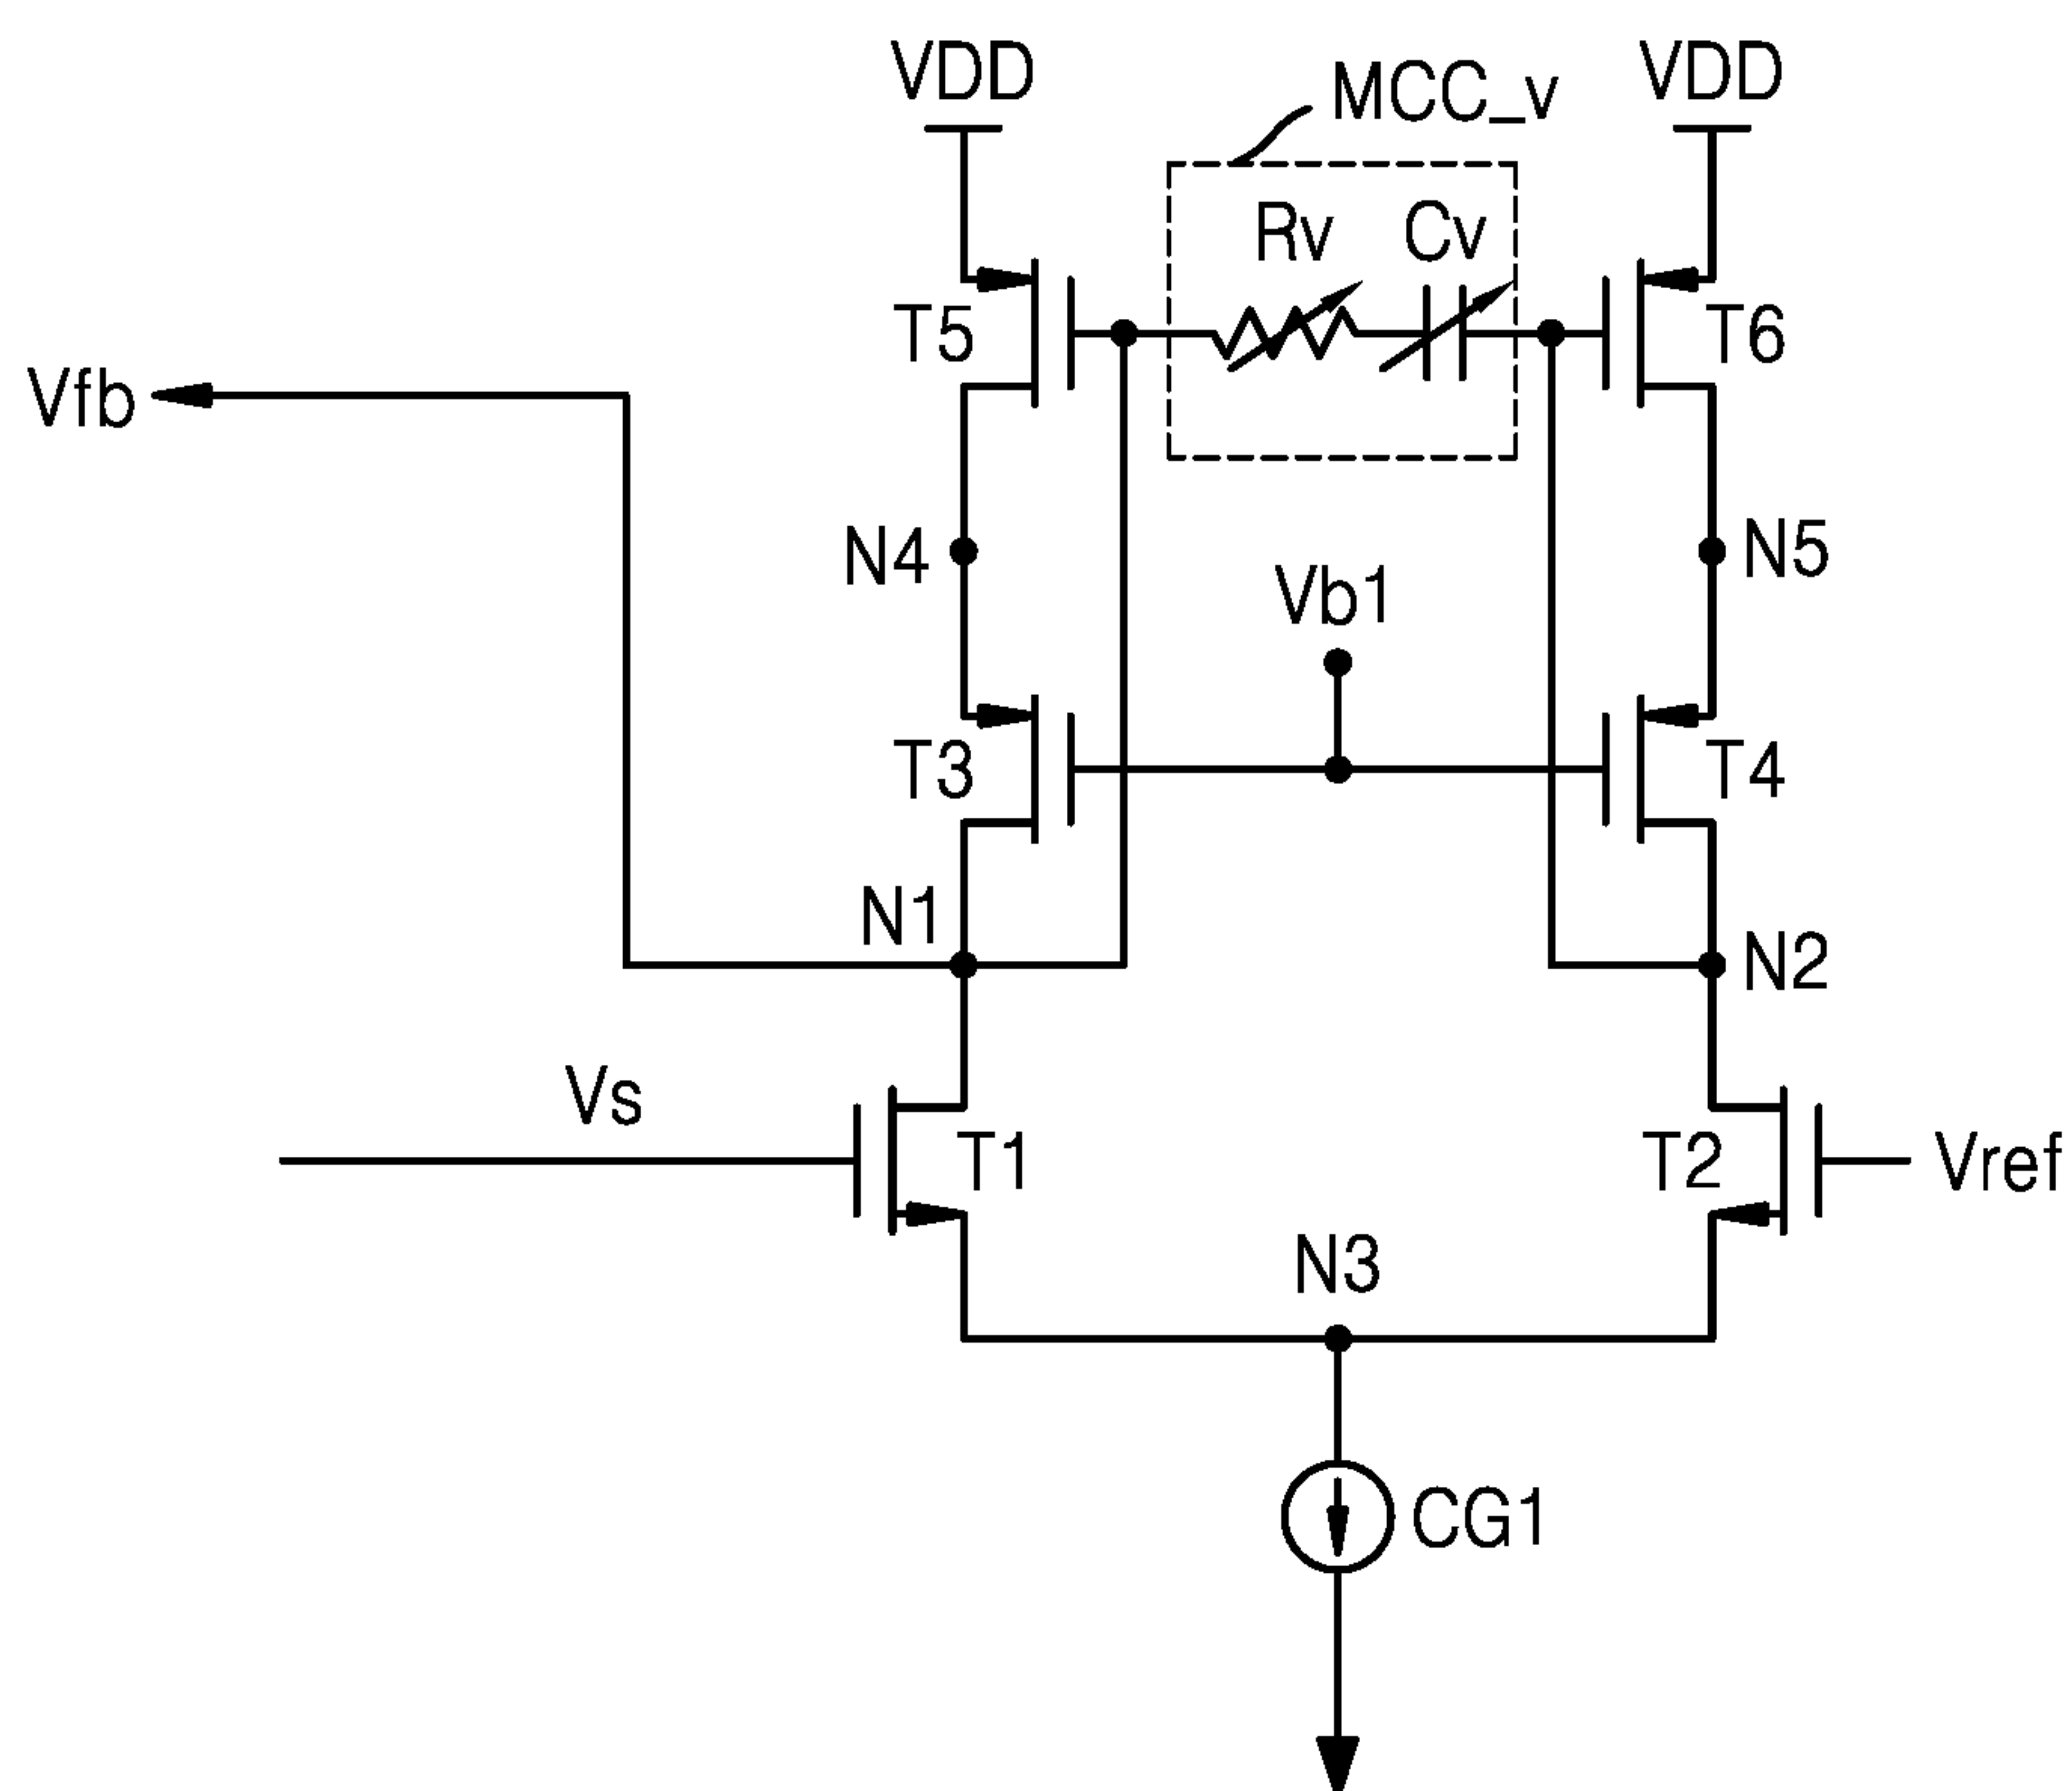 VDD
MCC_v
VDD
Rv
Cv
T5
T6
Vfb
N4
N5
Vb1
T3
T4
N1
N2
Vs
T1
T2
Vref
N3
CG1